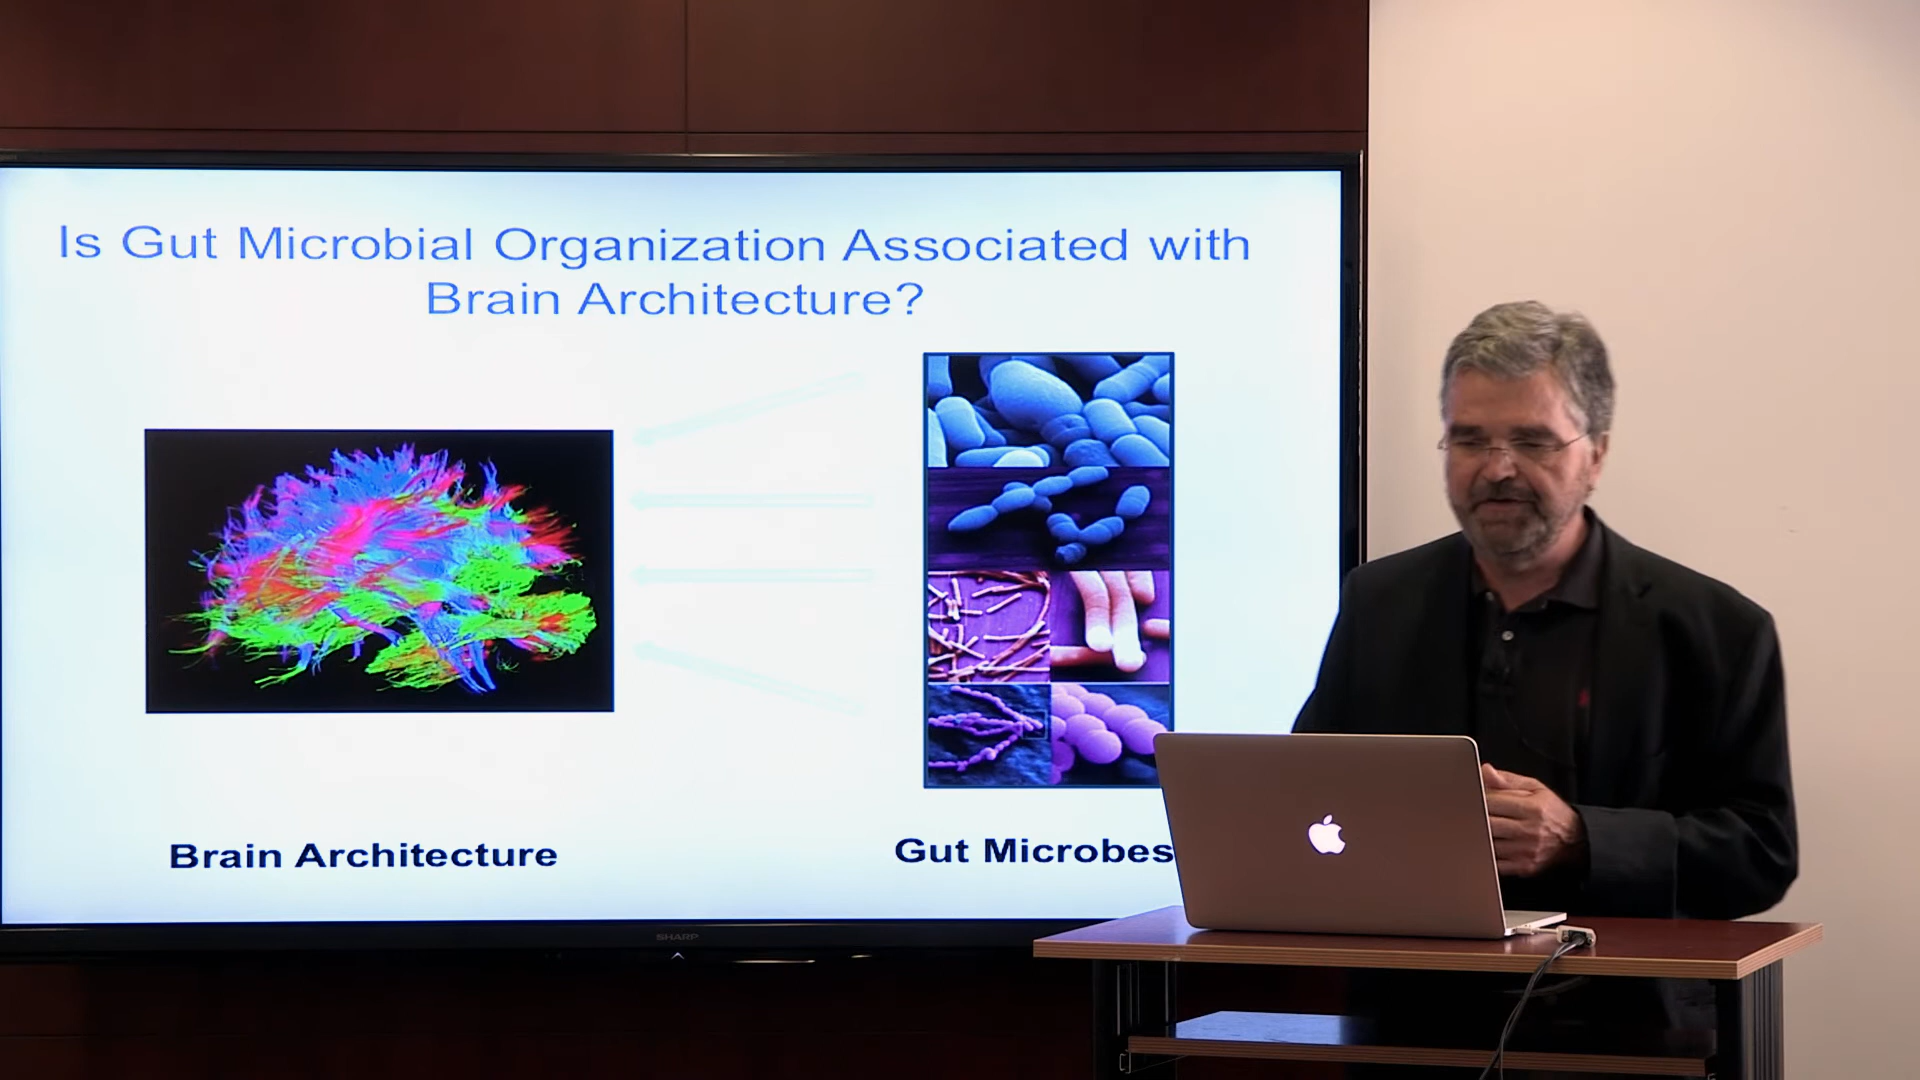 Is Gut Microbial Organization Associated with
Brain Architecture?
Brain Architecture
Gut Microbes
SHARP